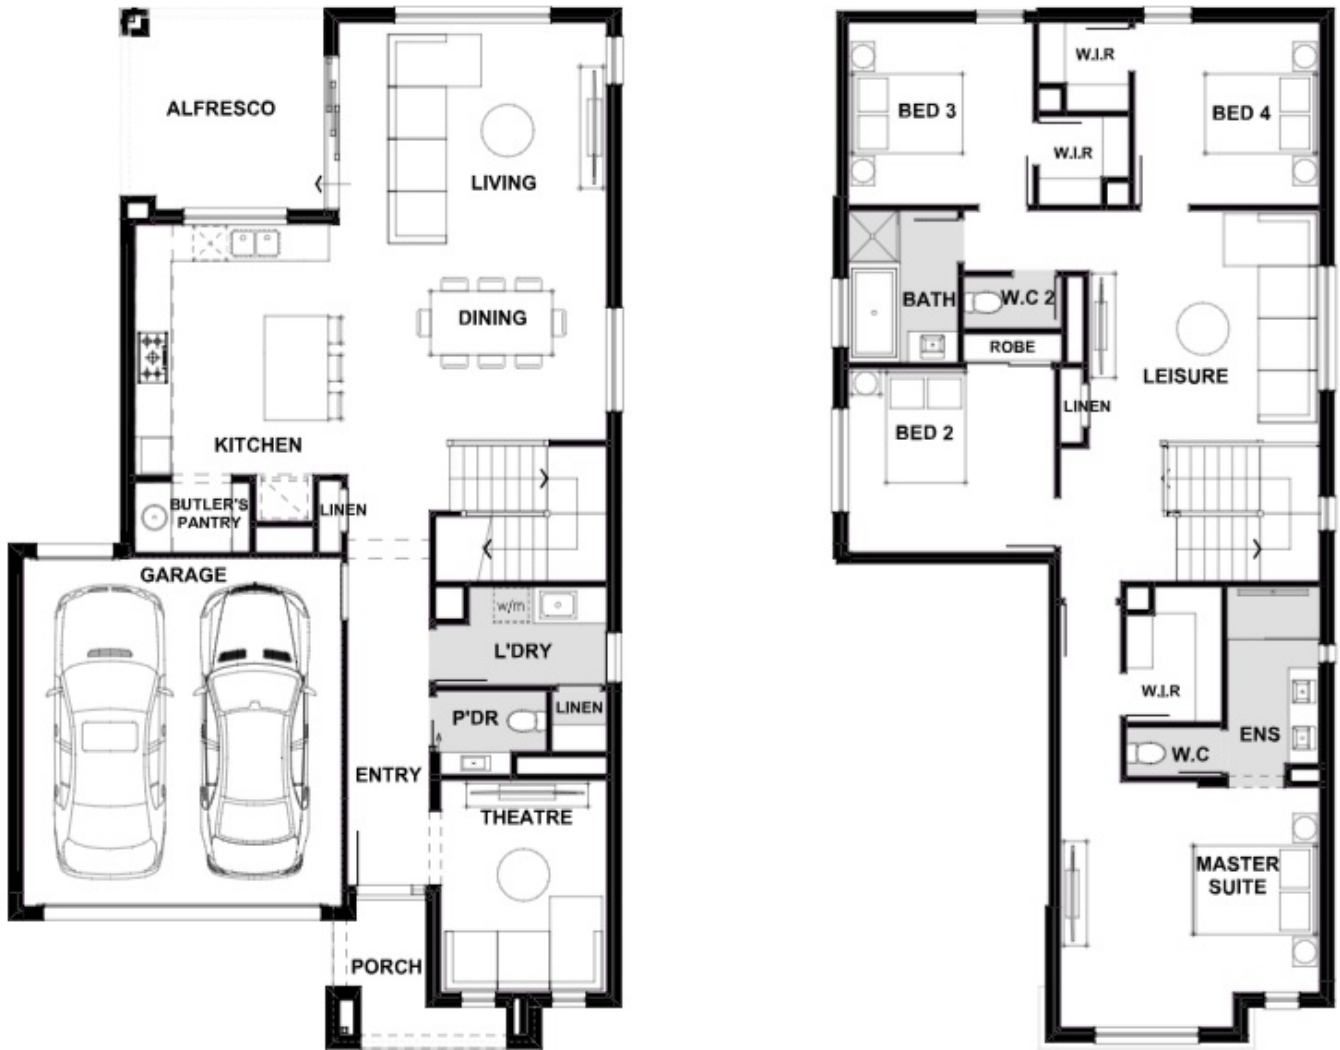 ALFRESCO
LIVING
DINING
KITCHEN
BUTLER'S
PANTRY
LINEN
GARAGE
w/m
L'DRY
P'DR
LINEN
ENTRY
THEATRE
PORCH
BED 3
W.I.R
W.I.R
BED 4
BATH
W.C 2
ROBE
LEISURE
LINEN
BED 2
W.I.R
W.C
ENS
MASTER
SUITE